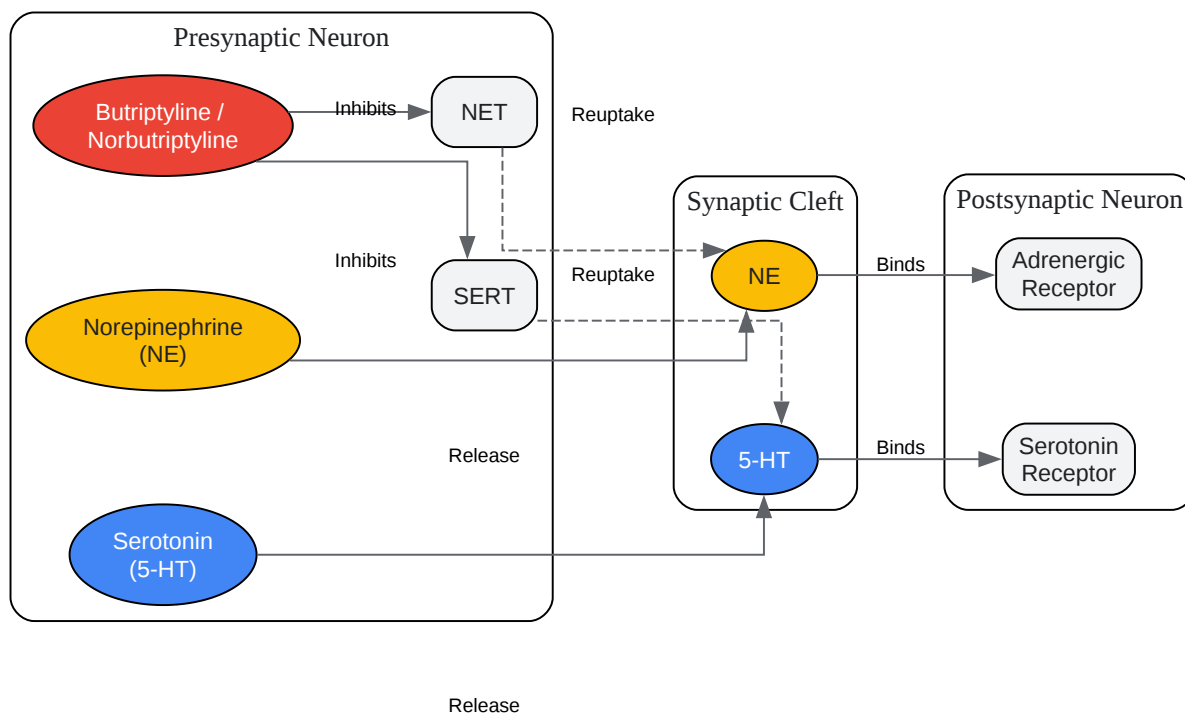 Presynaptic Neuron
Butriptyline /
Norbutriptyline
Inhibits
NET
Reuptake
Synaptic Cleft
Postsynaptic Neuron
Inhibits
SERT
Reuptake
NE
Binds
Adrenergic
Receptor
Norepinephrine
(NE)
Release
5-HT
Binds
Serotonin
Receptor
Serotonin
(5-HT)
Release